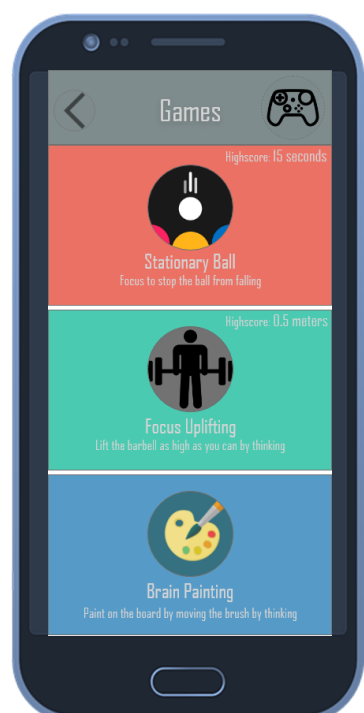 Games
Highscore: 15 seconds
Stationary Ball
Focus to stop the ball from falling
Highscore: 0.5 meters
Focus Uplifting
Lift the barbell as high as you can by thinking
Brain Painting
Paint on the board by moving the brush by thinking